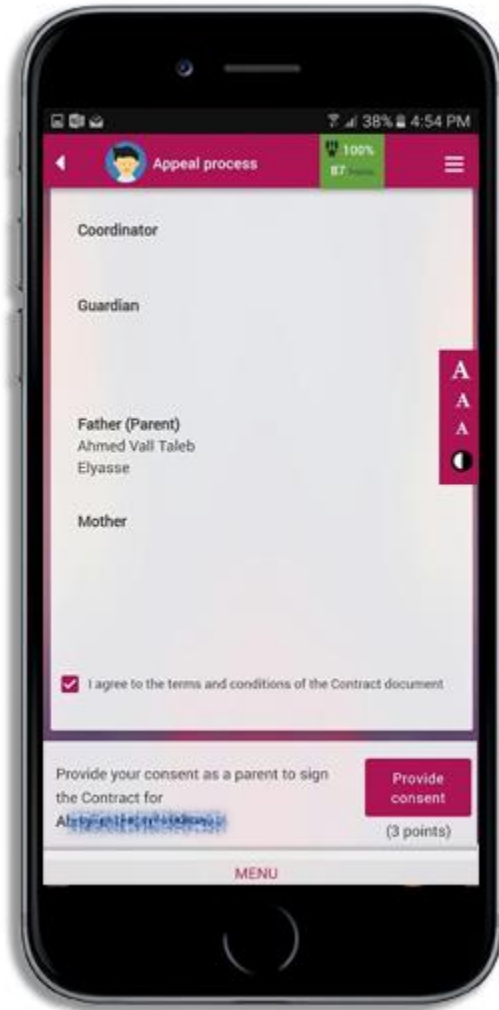 38% 4:54 PM
Appeal process
100%
87
Coordinator
Guardian
A
A
A
Father (Parent)
Ahmed Vall Taleb
Elyasse
Mother
I agree to the terms and conditions of the Contract document
Provide your consent as a parent to sign
the Contract for
Provide
consent
(3 points)
MENU